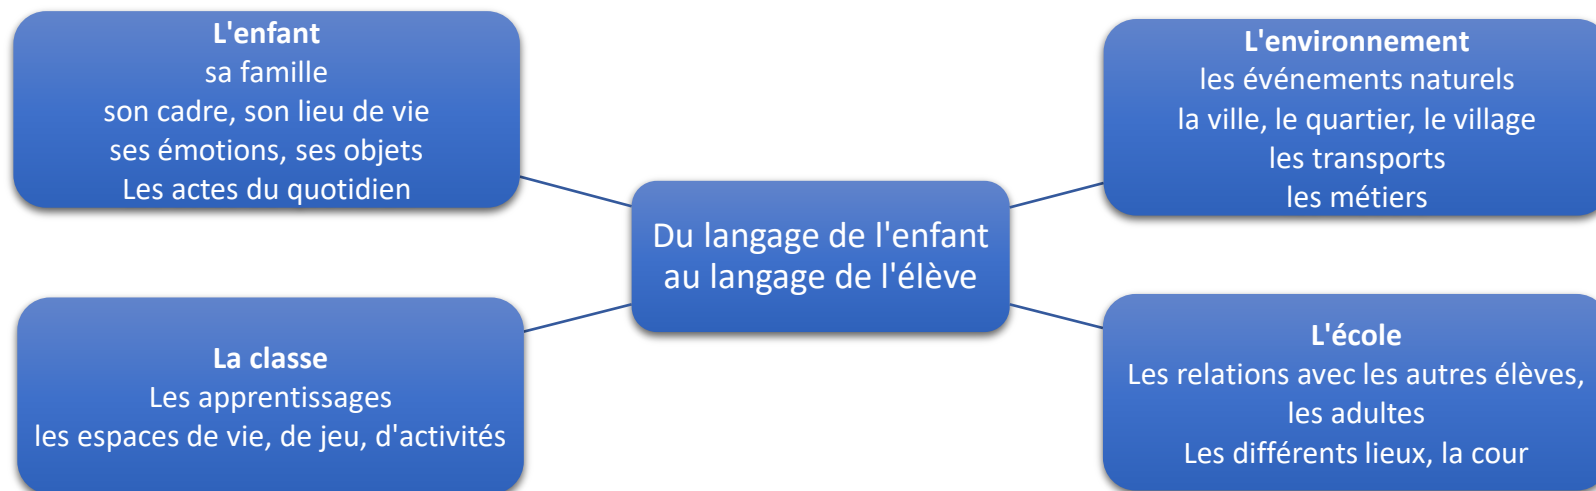 L'enfant
sa famille
son cadre, son lieu de vie
ses émotions, ses objets
Les actes du quotidien
L'environnement
les événements naturels
la ville, le quartier, le village
les transports
les métiers
Du langage de l'enfant
au langage de l'élève
La classe
Les apprentissages
les espaces de vie, de jeu, d'activités
L'école
Les relations avec les autres élèves,
les adultes
Les différents lieux, la cour